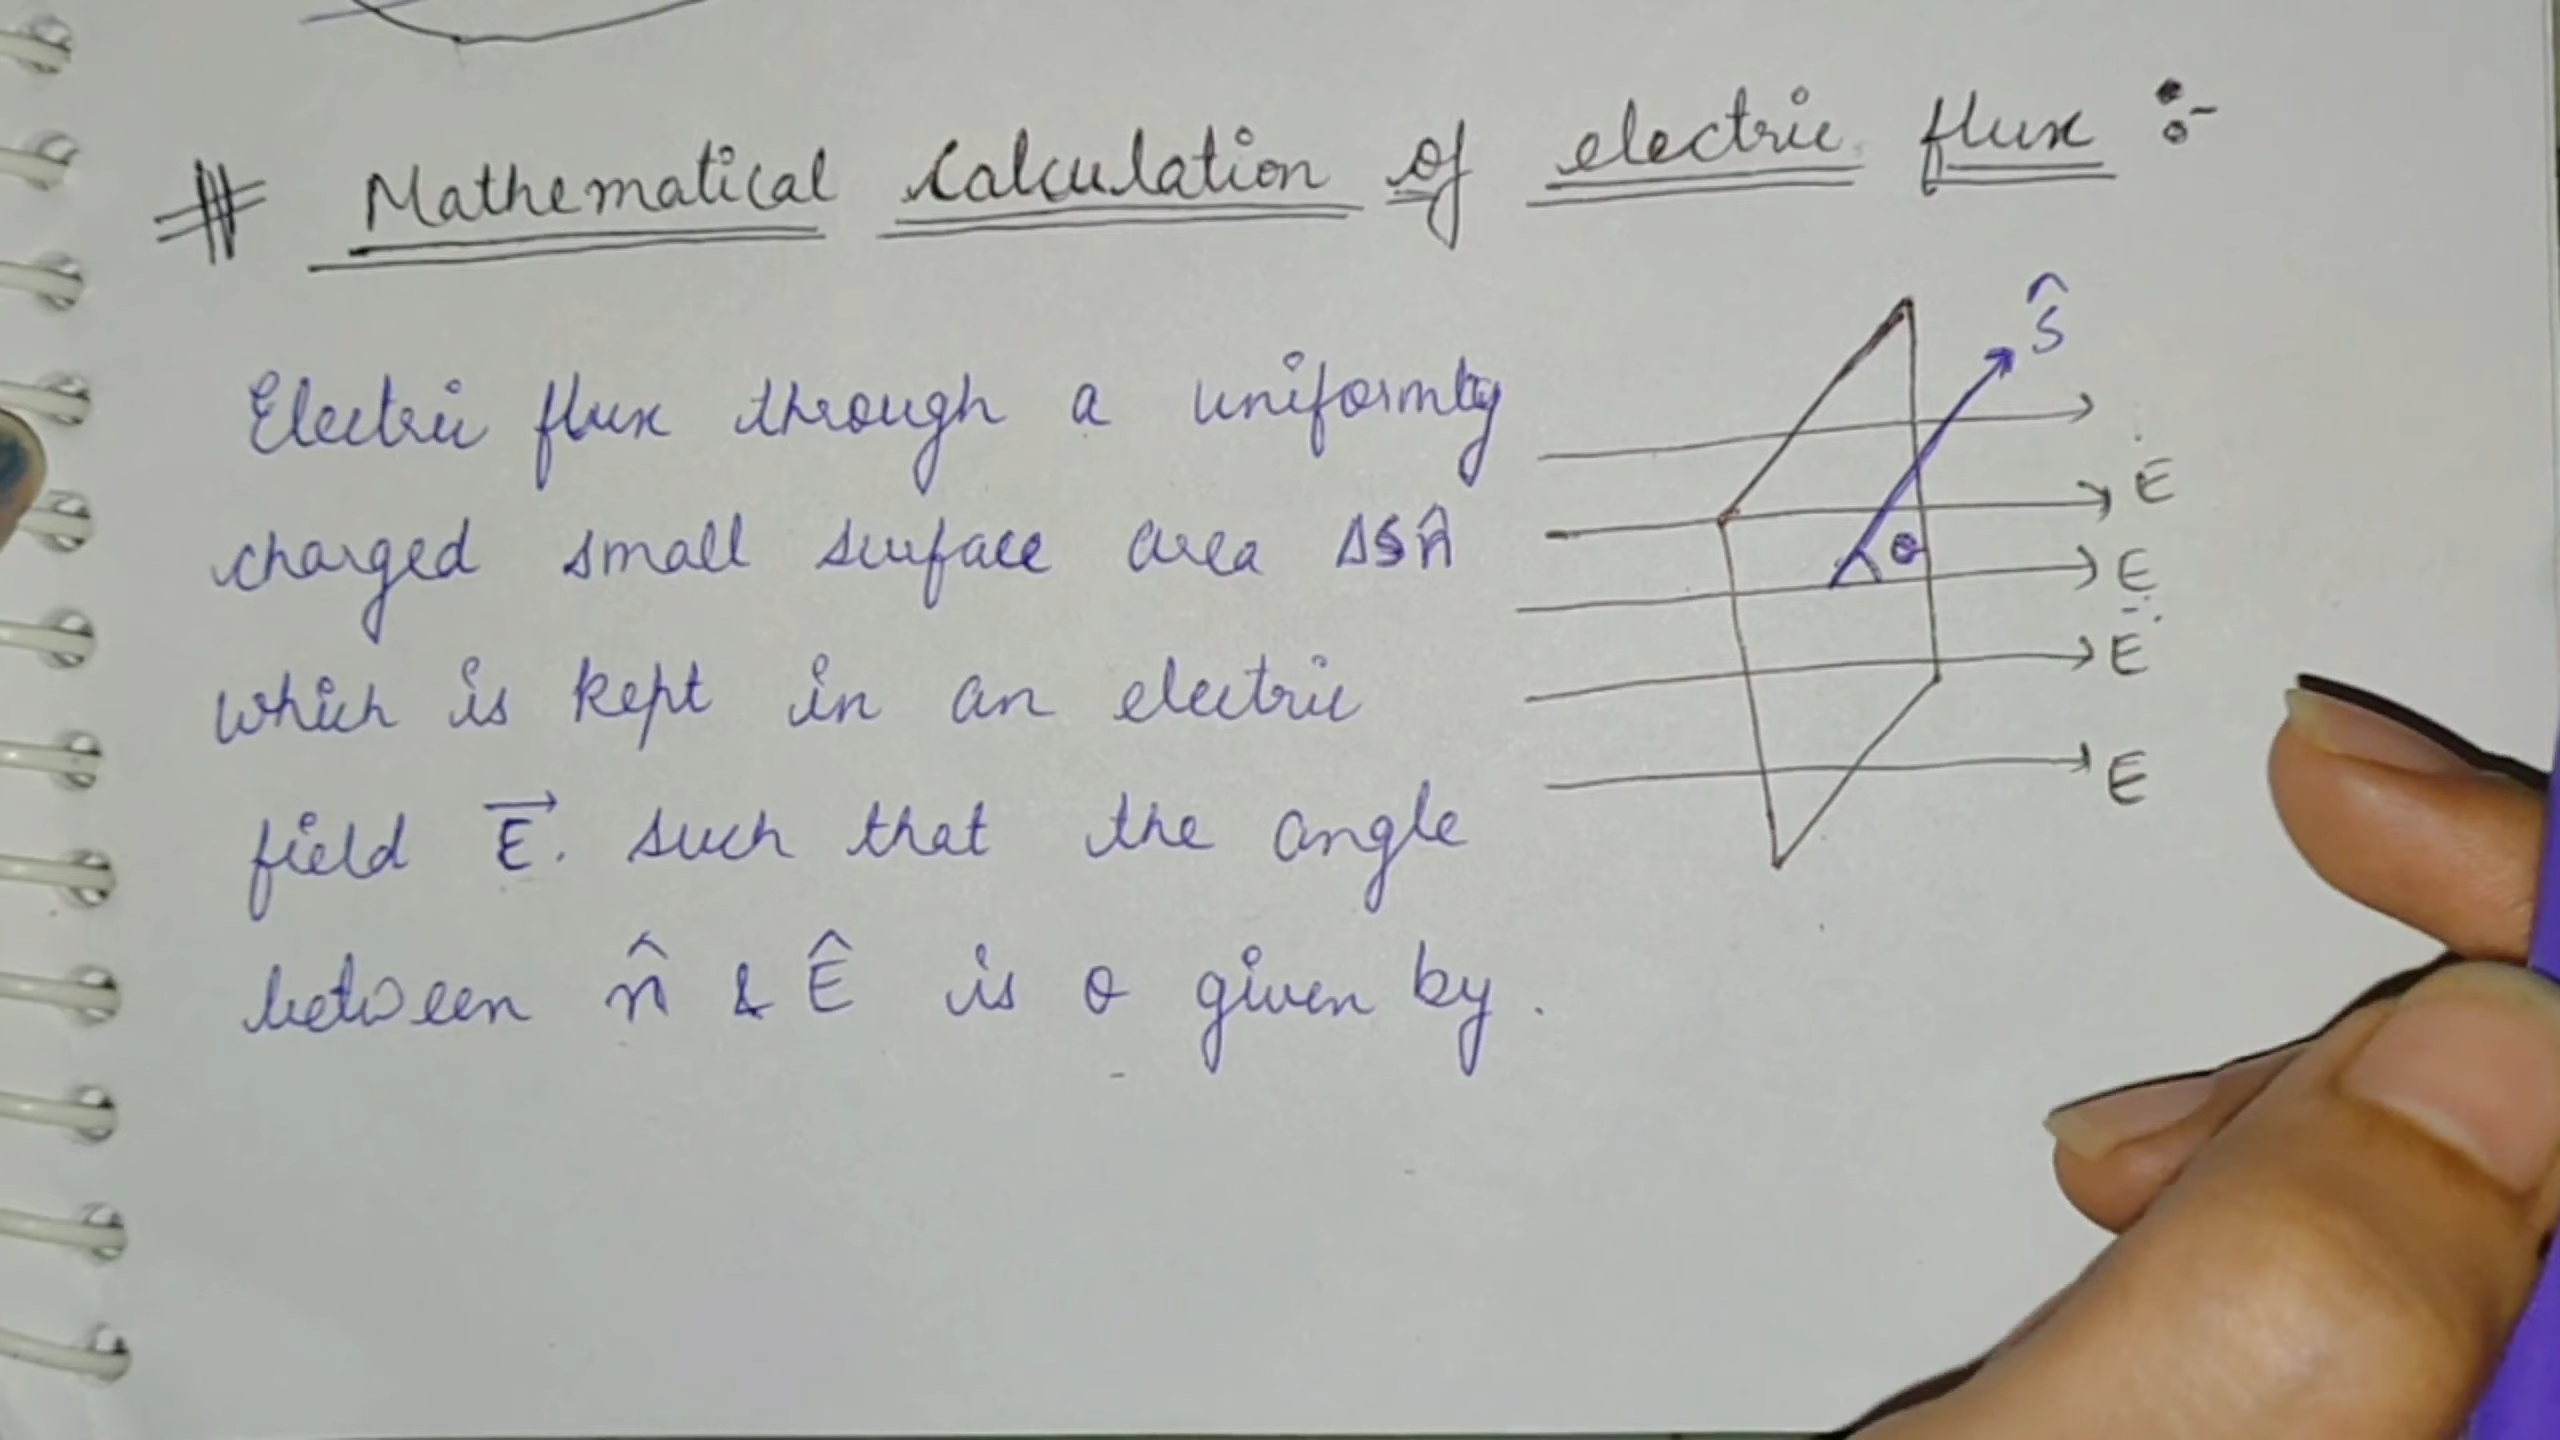 # Mathematical Calculation of electric flux :-
Electric flux through a uniformly
charged small surface area ΔSn̂
which is kept in an electric
field E⃗. such that the angle
between n̂ & Ê is θ given by.
Ŝ
θ
E
E
E
E